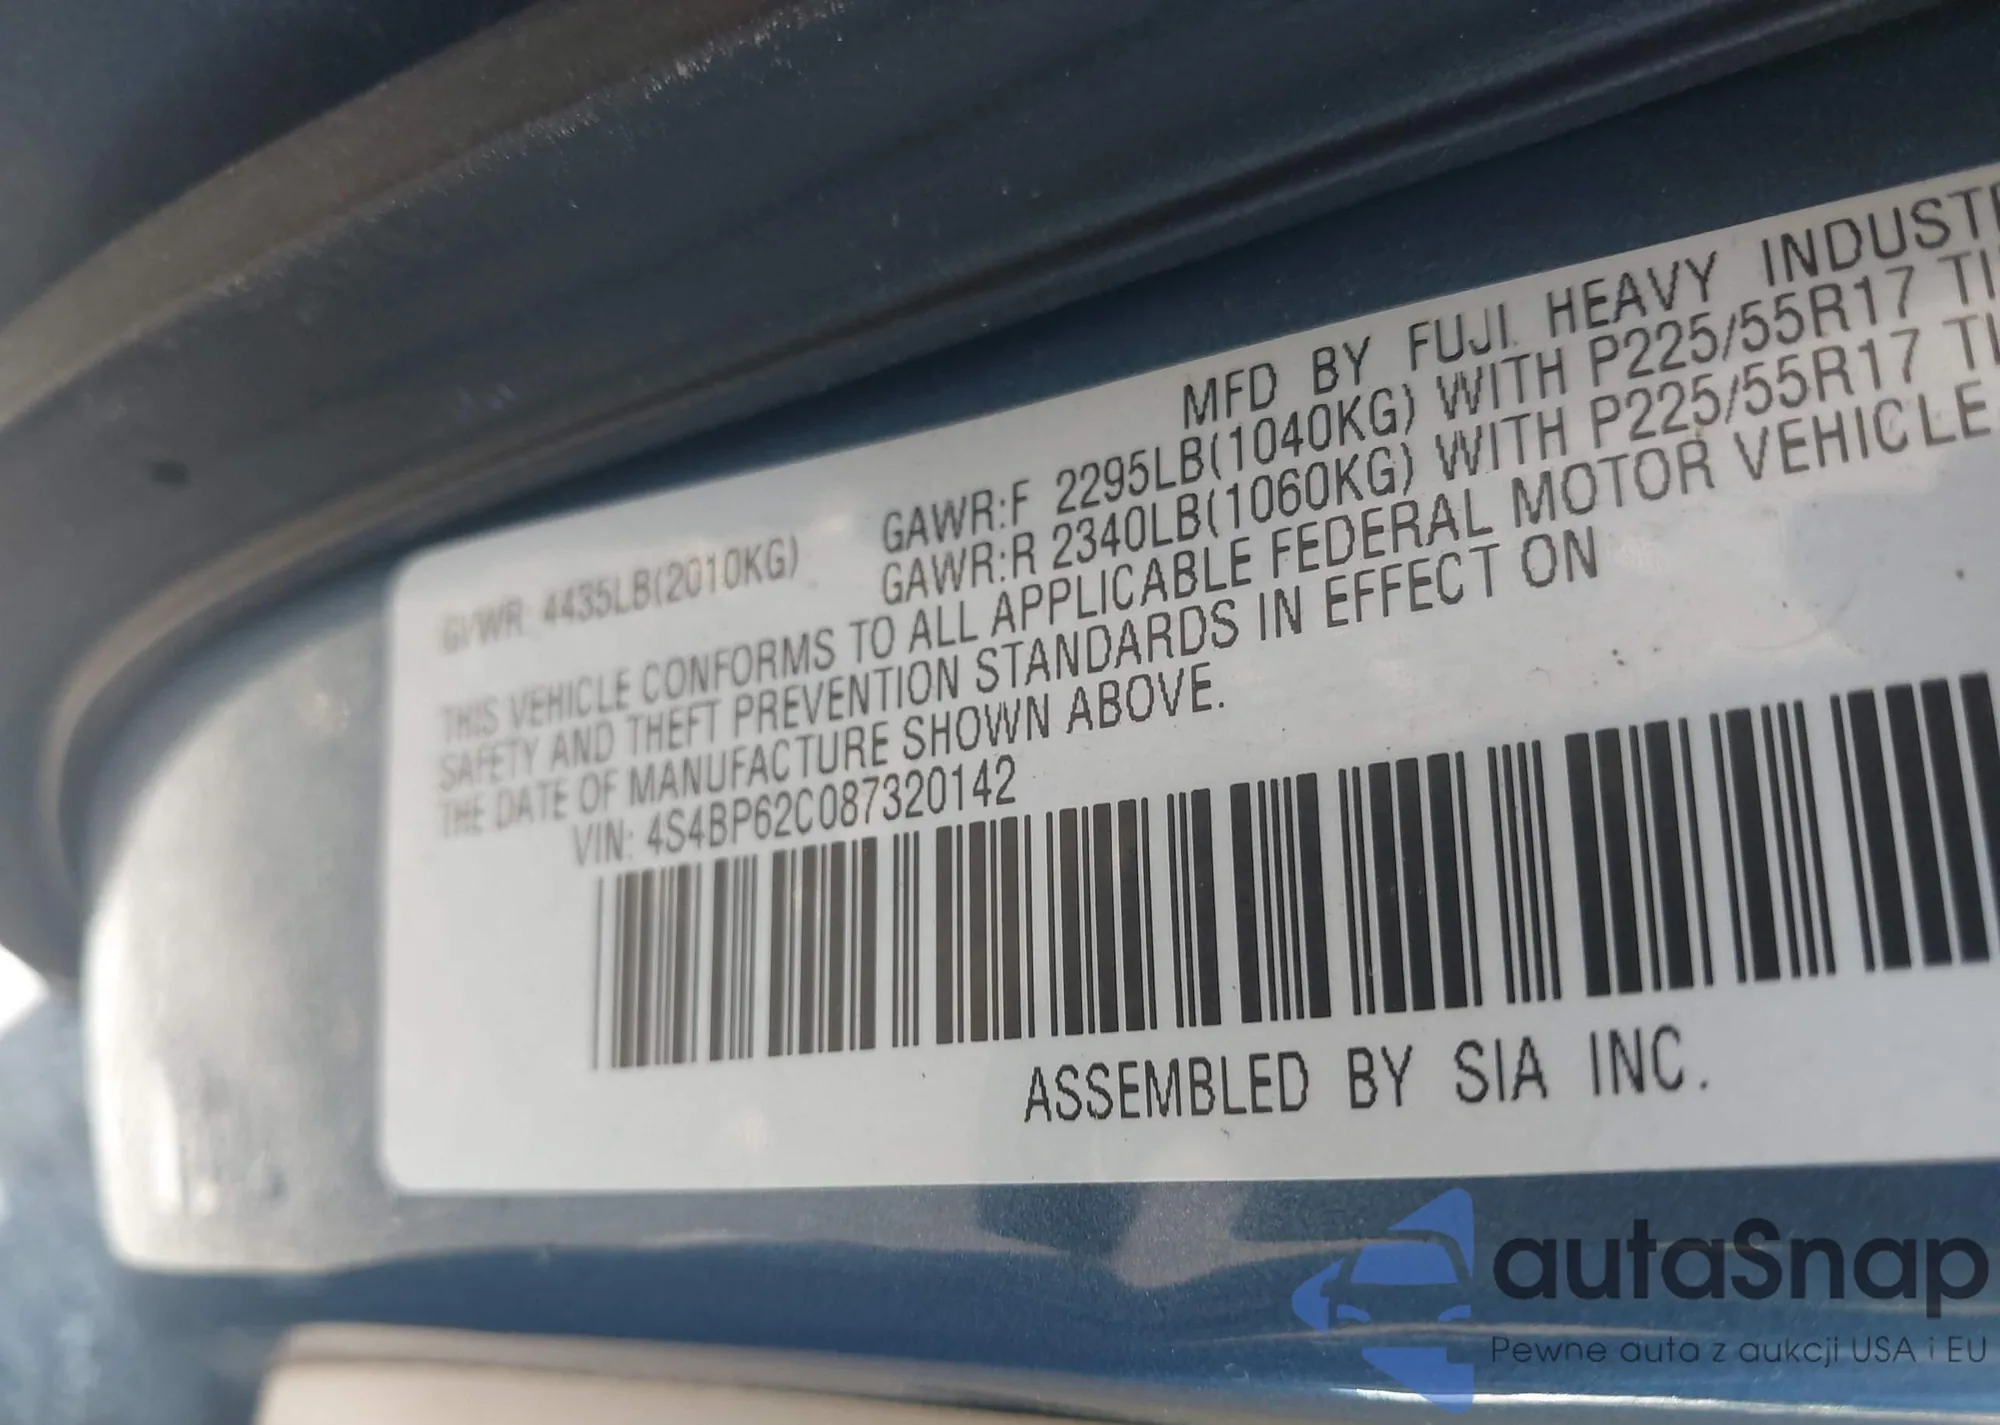 MFD BY FUJI HEAVY INDUST
GVWR: 4435LB(2010KG) GAWR:F 2295LB(1040KG) WITH P225/55R17
GAWR:R 2340LB(1060KG) WITH P225/55R17
THIS VEHICLE CONFORMS TO ALL APPLICABLE FEDERAL MOTOR VEHICLE
SAFETY AND THEFT PREVENTION STANDARDS IN EFFECT ON
THE DATE OF MANUFACTURE SHOWN ABOVE.
VIN: 4S4BP62C087320142
ASSEMBLED BY SIA INC.
autaSnap
Pewne auta z aukcji USA i EU